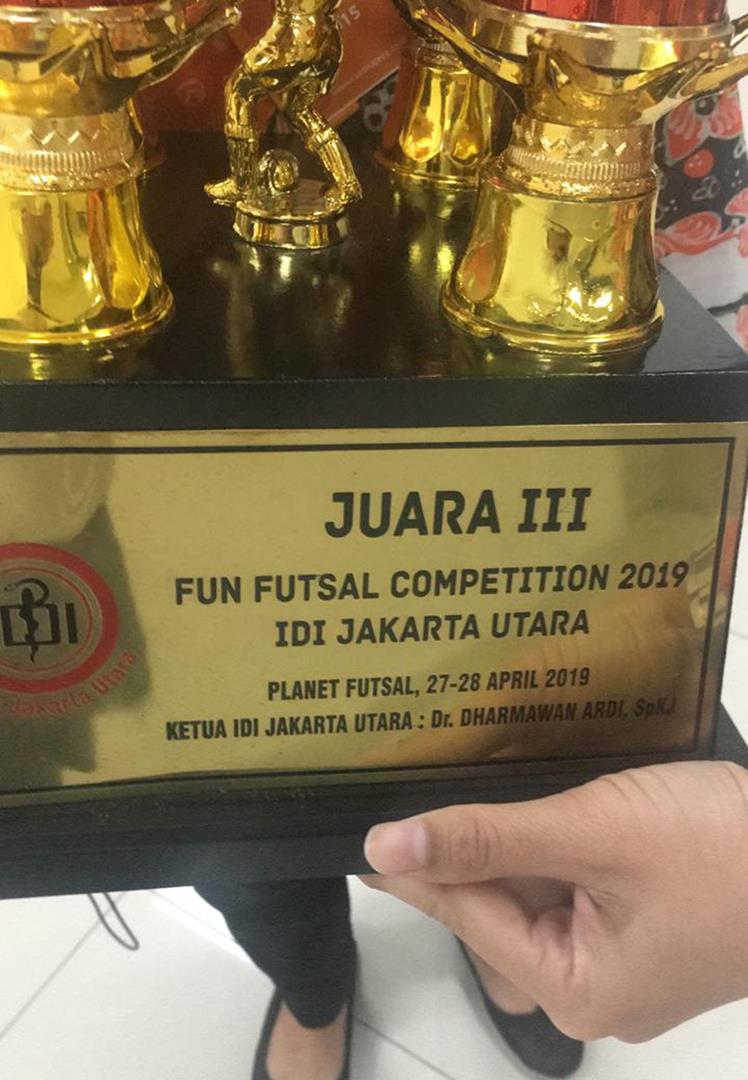 15
JUARA III
FUN FUTSAL COMPETITION 2019
IDI JAKARTA UTARA
PLANET FUTSAL, 27-28 APRIL 2019
KETUA IDI JAKARTA UTARA : Dr. DHARMAWAN ARDI, SpKJ
IDI
Jakarta Utara